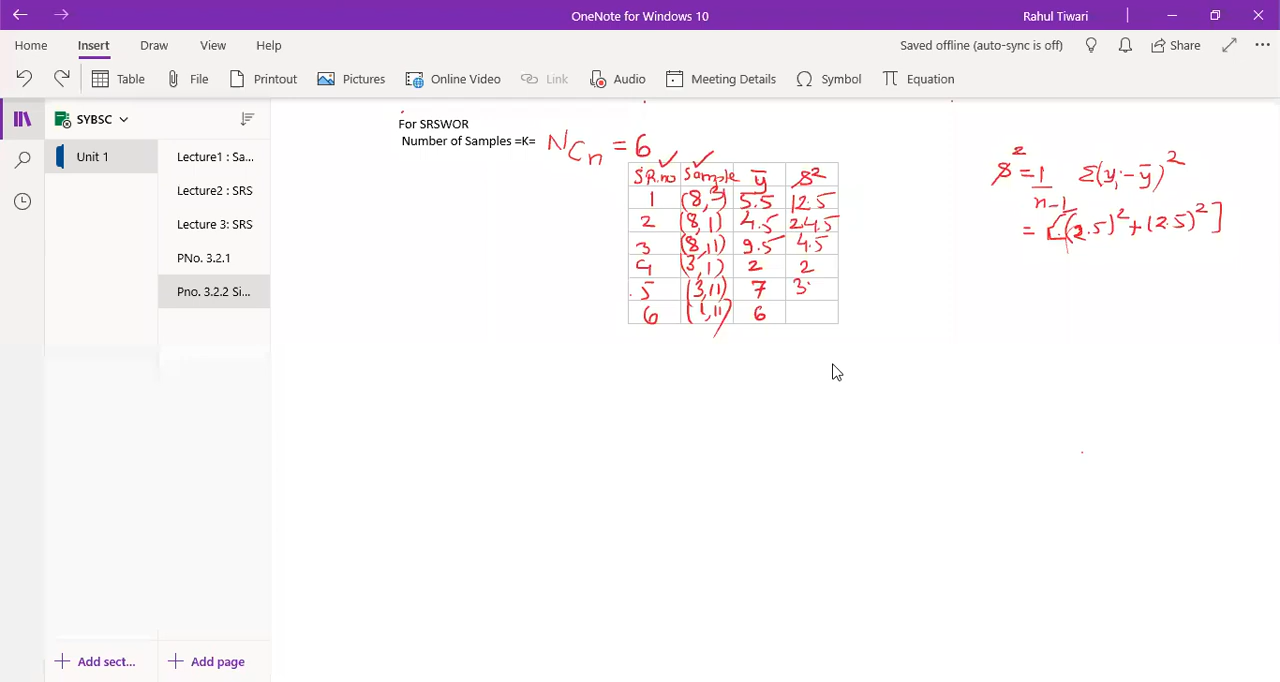 OneNote for Windows 10
Rahul Tiwari
Home Insert Draw View Help
Saved offline (auto-sync is off) Share
Table File Printout Pictures Online Video Link Audio Meeting Details Symbol Equation
SYBSC
Unit 1
Lecture1 : Sa...
Lecture2 : SRS
Lecture 3: SRS
PNo. 3.2.1
Pno. 3.2.2 Si...
Add sect... Add page
For SRSWOR
Number of Samples =K= NCn = 6
SR.no Sample ȳ s²
1 (8,3) 5.5 12.5
2 (8,1) 4.5 24.5
3 (8,11) 9.5 4.5
4 (3,1) 2 2
5 (3,11) 7 3
6 (1,11) 6
s² = 1/n-1 Σ(yi - ȳ)²
= [(2.5)² + (2.5)²]